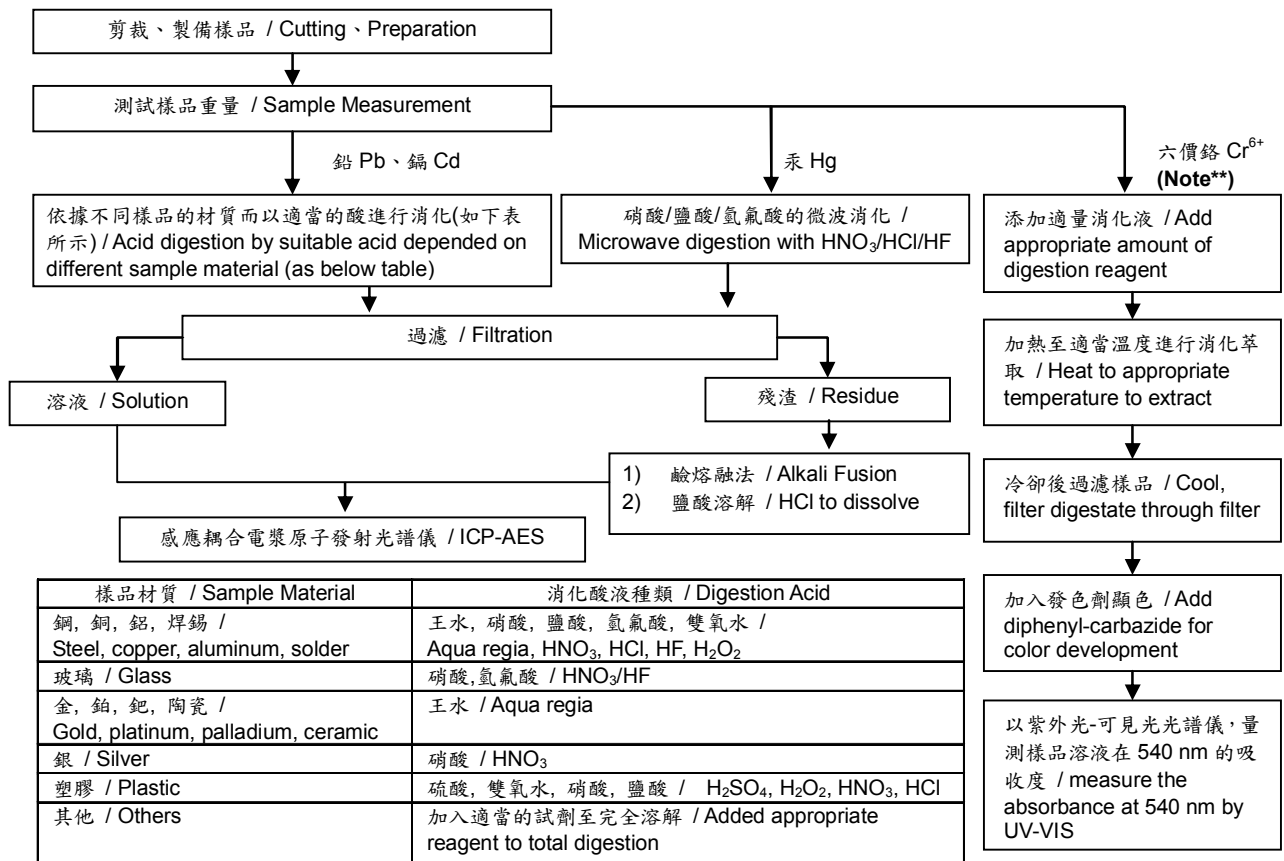 剪裁、製備樣品 / Cutting、Preparation
測試樣品重量 / Sample Measurement
鉛 Pb、鎘 Cd
汞 Hg
六價鉻 Cr⁶⁺
(Note**)
依據不同樣品的材質而以適當的酸進行消化(如下表
所示) / Acid digestion by suitable acid depended on
different sample material (as below table)
硝酸/鹽酸/氫氟酸的微波消化 /
Microwave digestion with HNO₃/HCl/HF
添加適量消化液 / Add
appropriate amount of
digestion reagent
過濾 / Filtration
加熱至適當溫度進行消化萃
取 / Heat to appropriate
temperature to extract
溶液 / Solution
殘渣 / Residue
1) 鹼熔融法 / Alkali Fusion
2) 鹽酸溶解 / HCl to dissolve
冷卻後過濾樣品 / Cool,
filter digestate through filter
感應耦合電漿原子發射光譜儀 / ICP-AES
加入發色劑顯色 / Add
diphenyl-carbazide for
color development
以紫外光-可見光光譜儀，量
測樣品溶液在 540 nm 的吸
收度 / measure the
absorbance at 540 nm by
UV-VIS
樣品材質 / Sample Material
消化酸液種類 / Digestion Acid
鋼, 銅, 鋁, 焊錫 /
Steel, copper, aluminum, solder
王水, 硝酸, 鹽酸, 氫氟酸, 雙氧水 /
Aqua regia, HNO₃, HCl, HF, H₂O₂
玻璃 / Glass
硝酸,氫氟酸 / HNO₃/HF
金, 鉑, 鈀, 陶瓷 /
Gold, platinum, palladium, ceramic
王水 / Aqua regia
銀 / Silver
硝酸 / HNO₃
塑膠 / Plastic
硫酸, 雙氧水, 硝酸, 鹽酸 / H₂SO₄, H₂O₂, HNO₃, HCl
其他 / Others
加入適當的試劑至完全溶解 / Added appropriate
reagent to total digestion